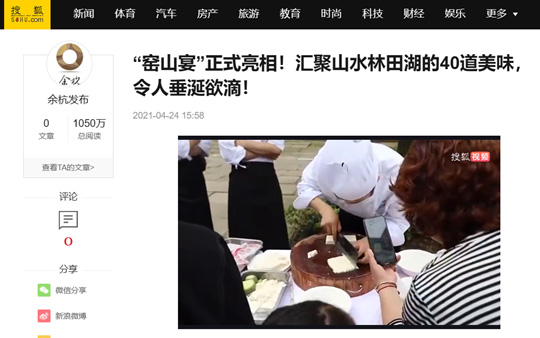 搜狐 新闻 体育 汽车 房产 旅游 教育 时尚 科技 财经 娱乐 更多
SOHU.com
余杭
余杭发布
0 1050万
文章 总阅读
查看TA的文章>
评论
0
分享
微信分享
新浪微博
“窑山宴”正式亮相！汇聚山水林田湖的40道美味，
令人垂涎欲滴！
2021-04-24 15:58
搜狐视频